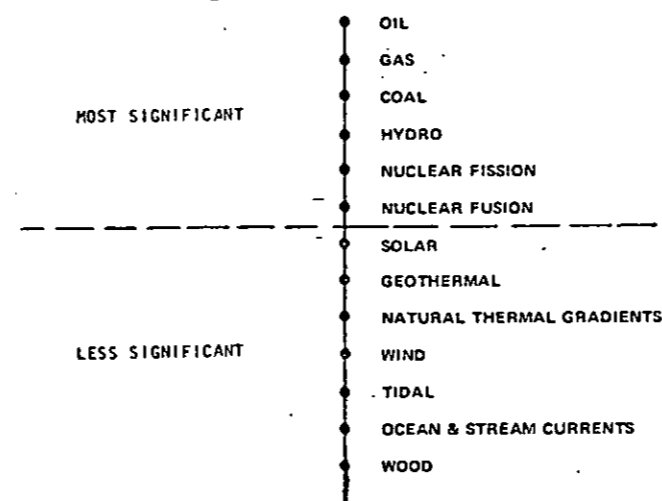 OIL
GAS
COAL
MOST SIGNIFICANT
HYDRO
NUCLEAR FISSION
NUCLEAR FUSION
SOLAR
GEOTHERMAL
NATURAL THERMAL GRADIENTS
LESS SIGNIFICANT
WIND
TIDAL
OCEAN & STREAM CURRENTS
WOOD